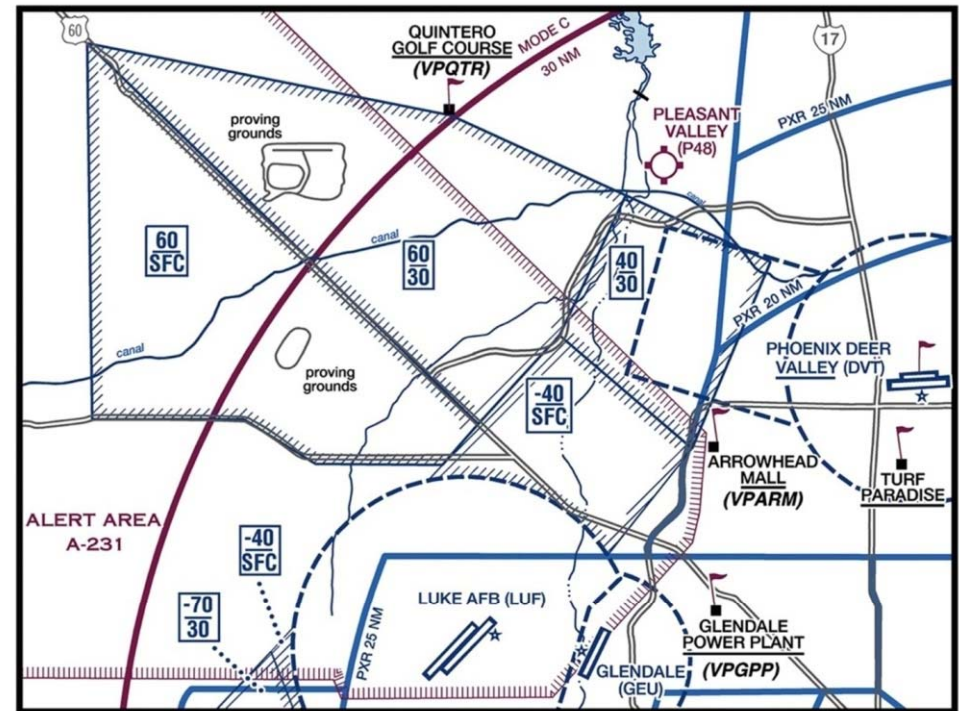 60
QUINTERO
GOLF COURSE
(VPQTR)
MODE C
30 NM
17
PXR 25 NM
PLEASANT
VALLEY
(P48)
proving
grounds
canal
60
SFC
canal
60
30
40
30
PXR 20 NM
canal
proving
grounds
PHOENIX DEER
VALLEY (DVT)
-40
SFC
ARROWHEAD
MALL
(VPARM)
TURF
PARADISE
ALERT AREA
A-231
-40
SFC
-70
30
PXR 25 NM
LUKE AFB (LUF)
GLENDALE
(GEU)
GLENDALE
POWER PLANT
(VPGPP)